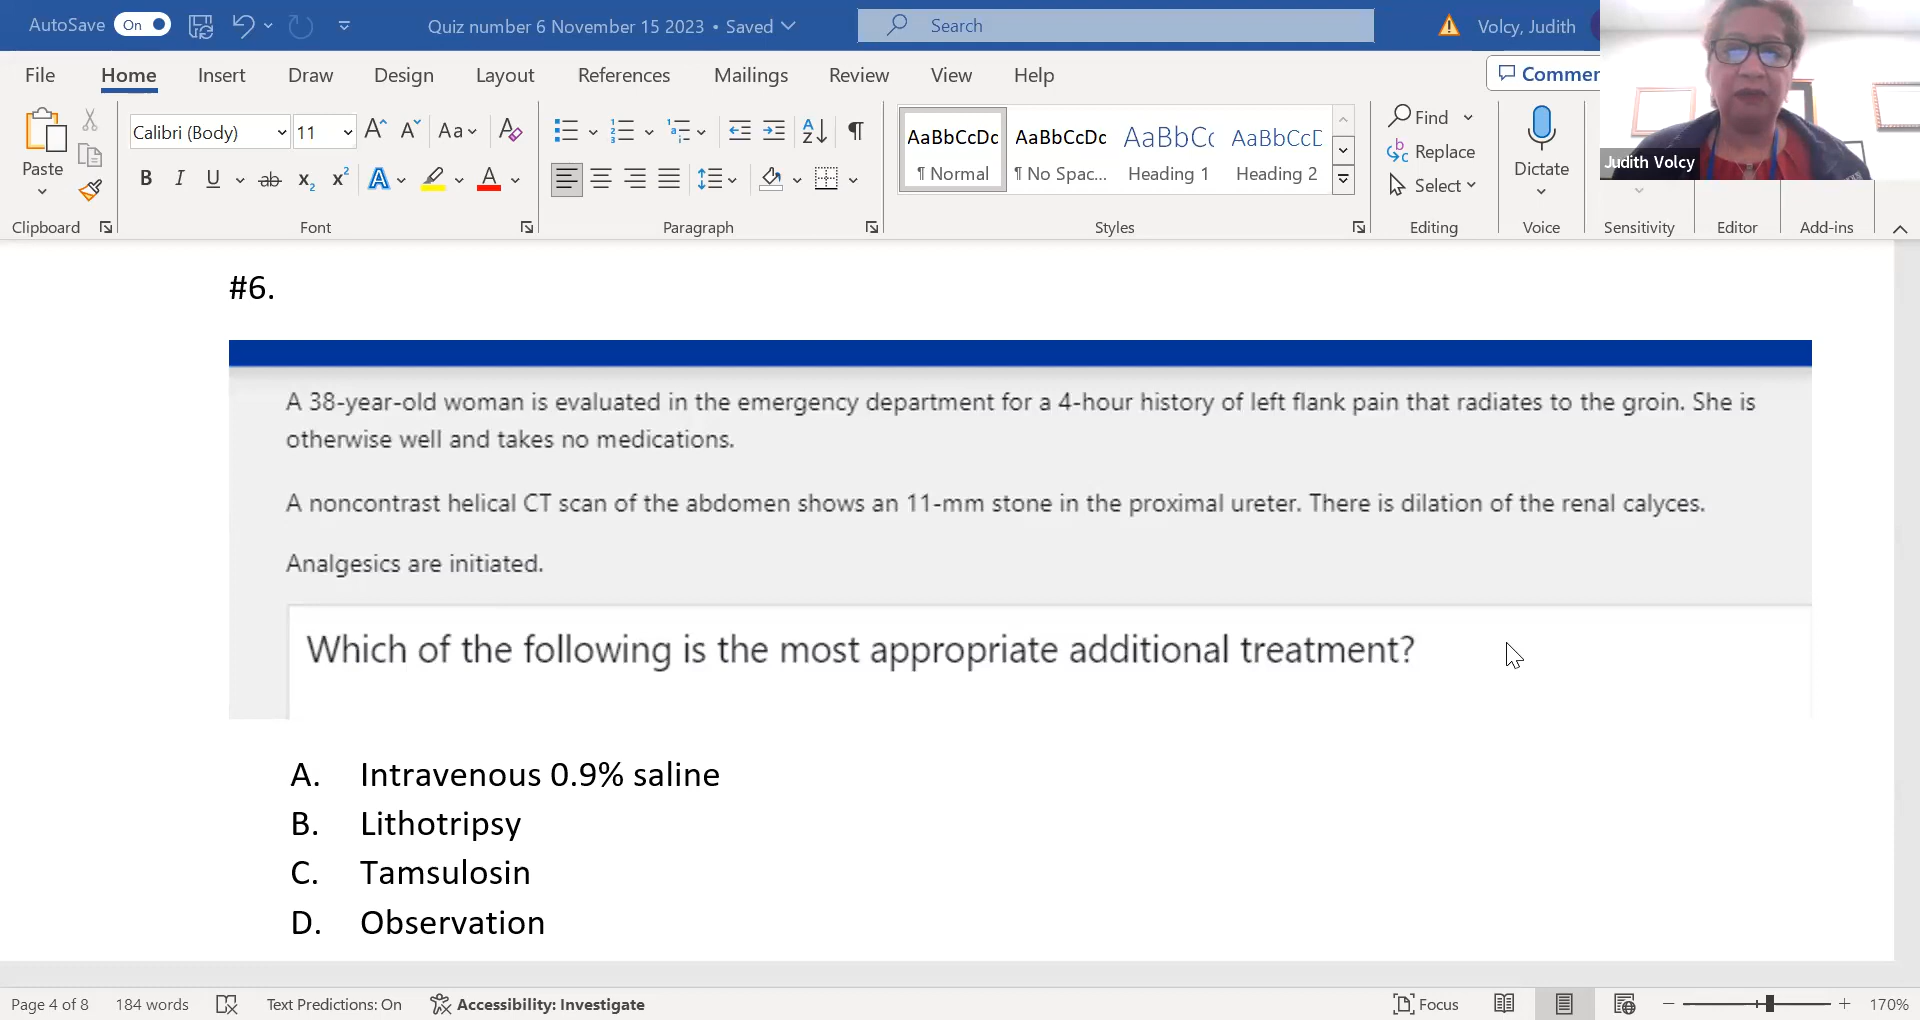 AutoSave On Quiz number 6 November 15 2023 • Saved Search Volcy, Judith
File Home Insert Draw Design Layout References Mailings Review View Help Commen
Judith Volcy
Paste
Clipboard
Calibri (Body) 11 A A Aa A
B I U ab x2 x2 A A
Font
A Z ¶
Paragraph
AaBbCcDc AaBbCcDc AaBbC AaBbCcD
¶ Normal ¶ No Spac... Heading 1 Heading 2
Styles
Find
Replace
Select
Editing
Dictate
Voice
Sensitivity
Editor
Add-ins
#6.
A 38-year-old woman is evaluated in the emergency department for a 4-hour history of left flank pain that radiates to the groin. She is
otherwise well and takes no medications.
A noncontrast helical CT scan of the abdomen shows an 11-mm stone in the proximal ureter. There is dilation of the renal calyces.
Analgesics are initiated.
Which of the following is the most appropriate additional treatment?
A. Intravenous 0.9% saline
B. Lithotripsy
C. Tamsulosin
D. Observation
Page 4 of 8 184 words Text Predictions: On Accessibility: Investigate Focus 170%